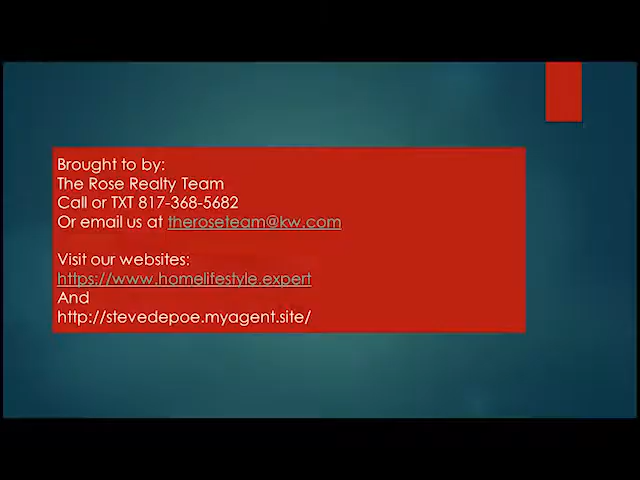 Brought to by:
The Rose Realty Team
Call or TXT 817-368-5682
Or email us at theroseteam@kw.com
Visit our websites:
https://www.homelifestyle.expert
And
http://stevedepoe.myagent.site/